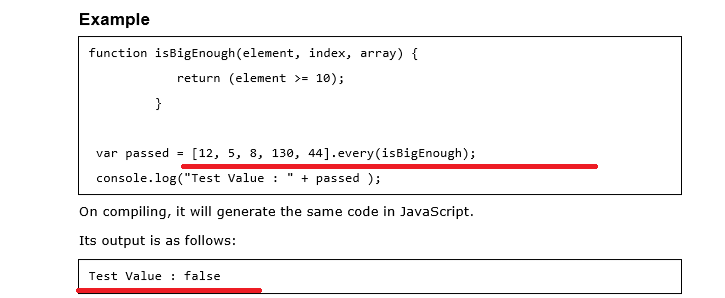 Example
function isBigEnough(element, index, array) {
return (element >= 10);
}
var passed = [12, 5, 8, 130, 44].every(isBigEnough);
console.log("Test Value : " + passed );
On compiling, it will generate the same code in JavaScript.
Its output is as follows:
Test Value : false